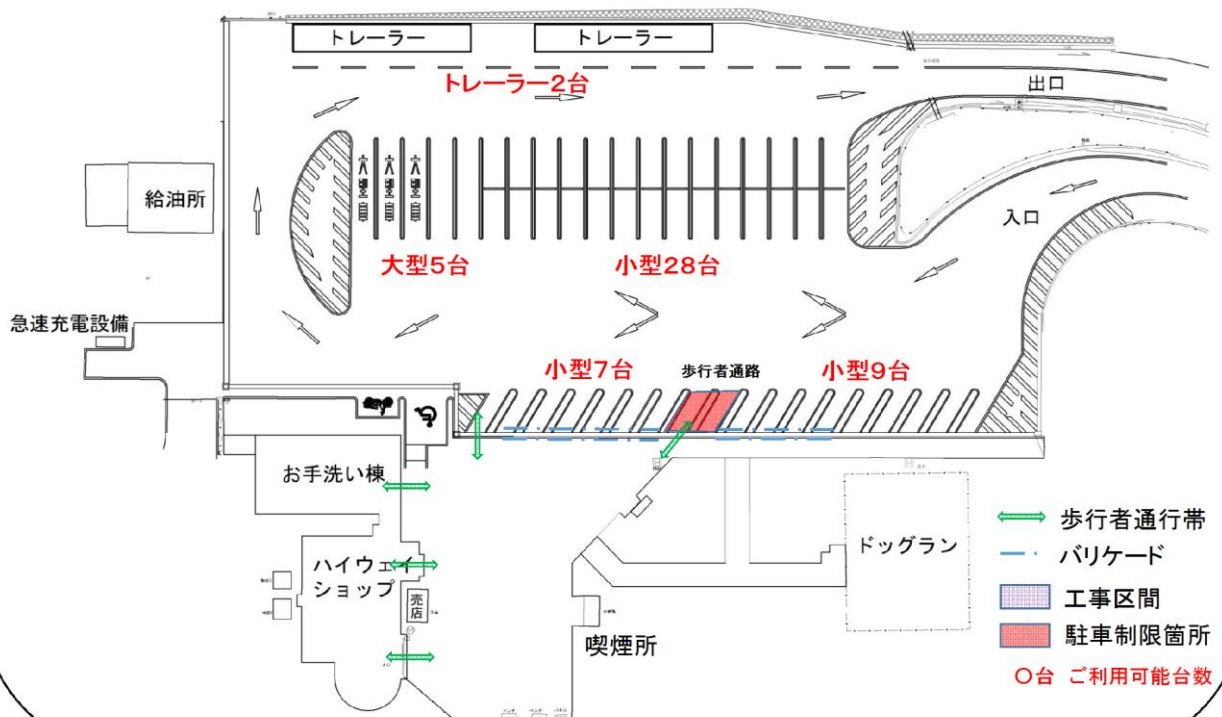 トレーラー
トレーラー
トレーラー2台
出口
給油所
入口
大型5台
小型28台
急速充電設備
小型7台
歩行者通路
小型9台
お手洗い棟
歩行者通行帯
バリケード
ドッグラン
ハイウェイ
ショップ
売店
工事区間
喫煙所
駐車制限箇所
○台 ご利用可能台数